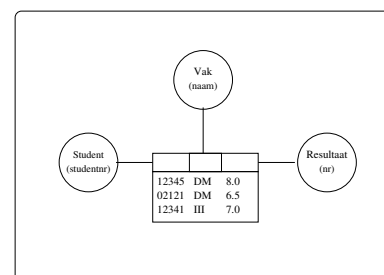 Vak
(naam)
Student
(studentnr)
Resultaat
(nr)
12345 DM 8.0
02121 DM 6.5
12341 III 7.0